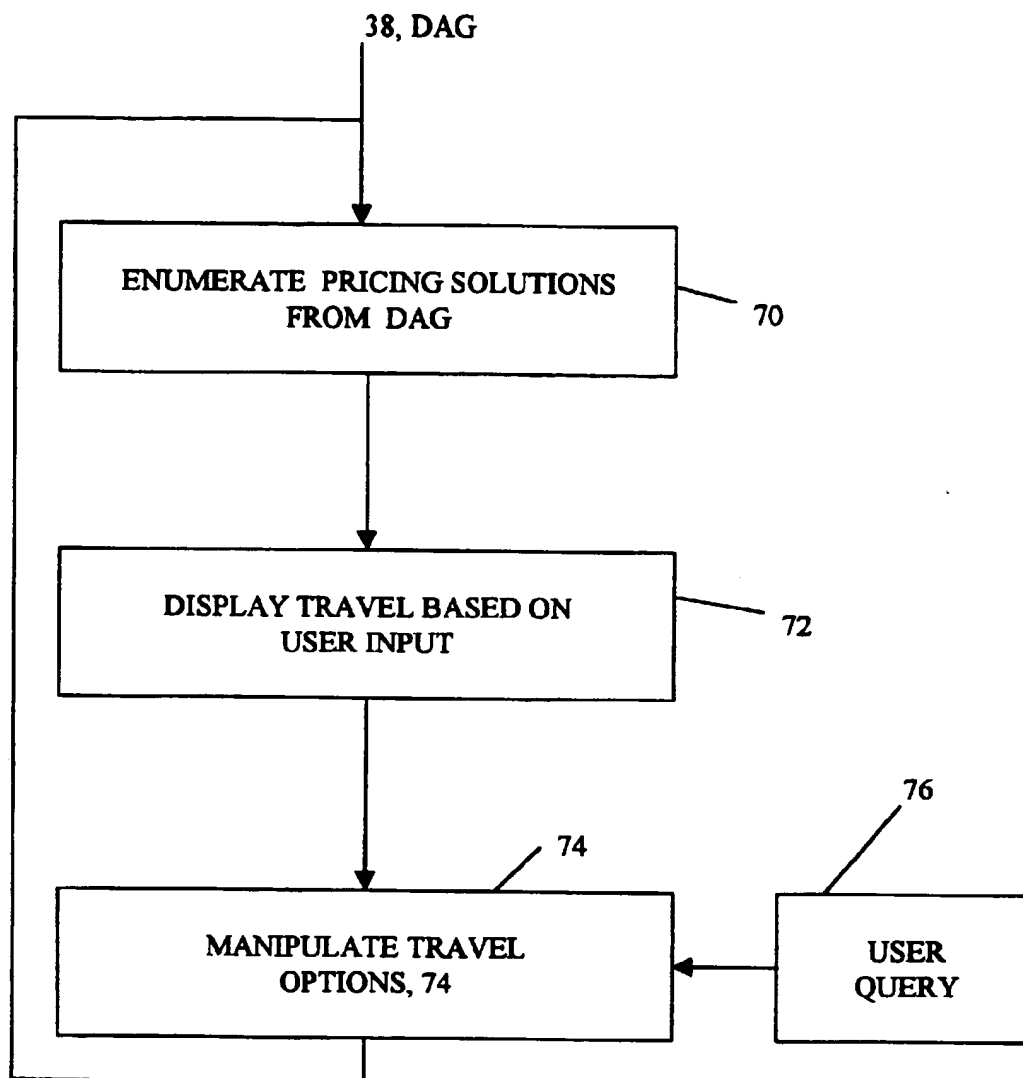 38, DAG
ENUMERATE PRICING SOLUTIONS
FROM DAG
70
DISPLAY TRAVEL BASED ON
USER INPUT
72
76
74
MANIPULATE TRAVEL
OPTIONS, 74
USER
QUERY